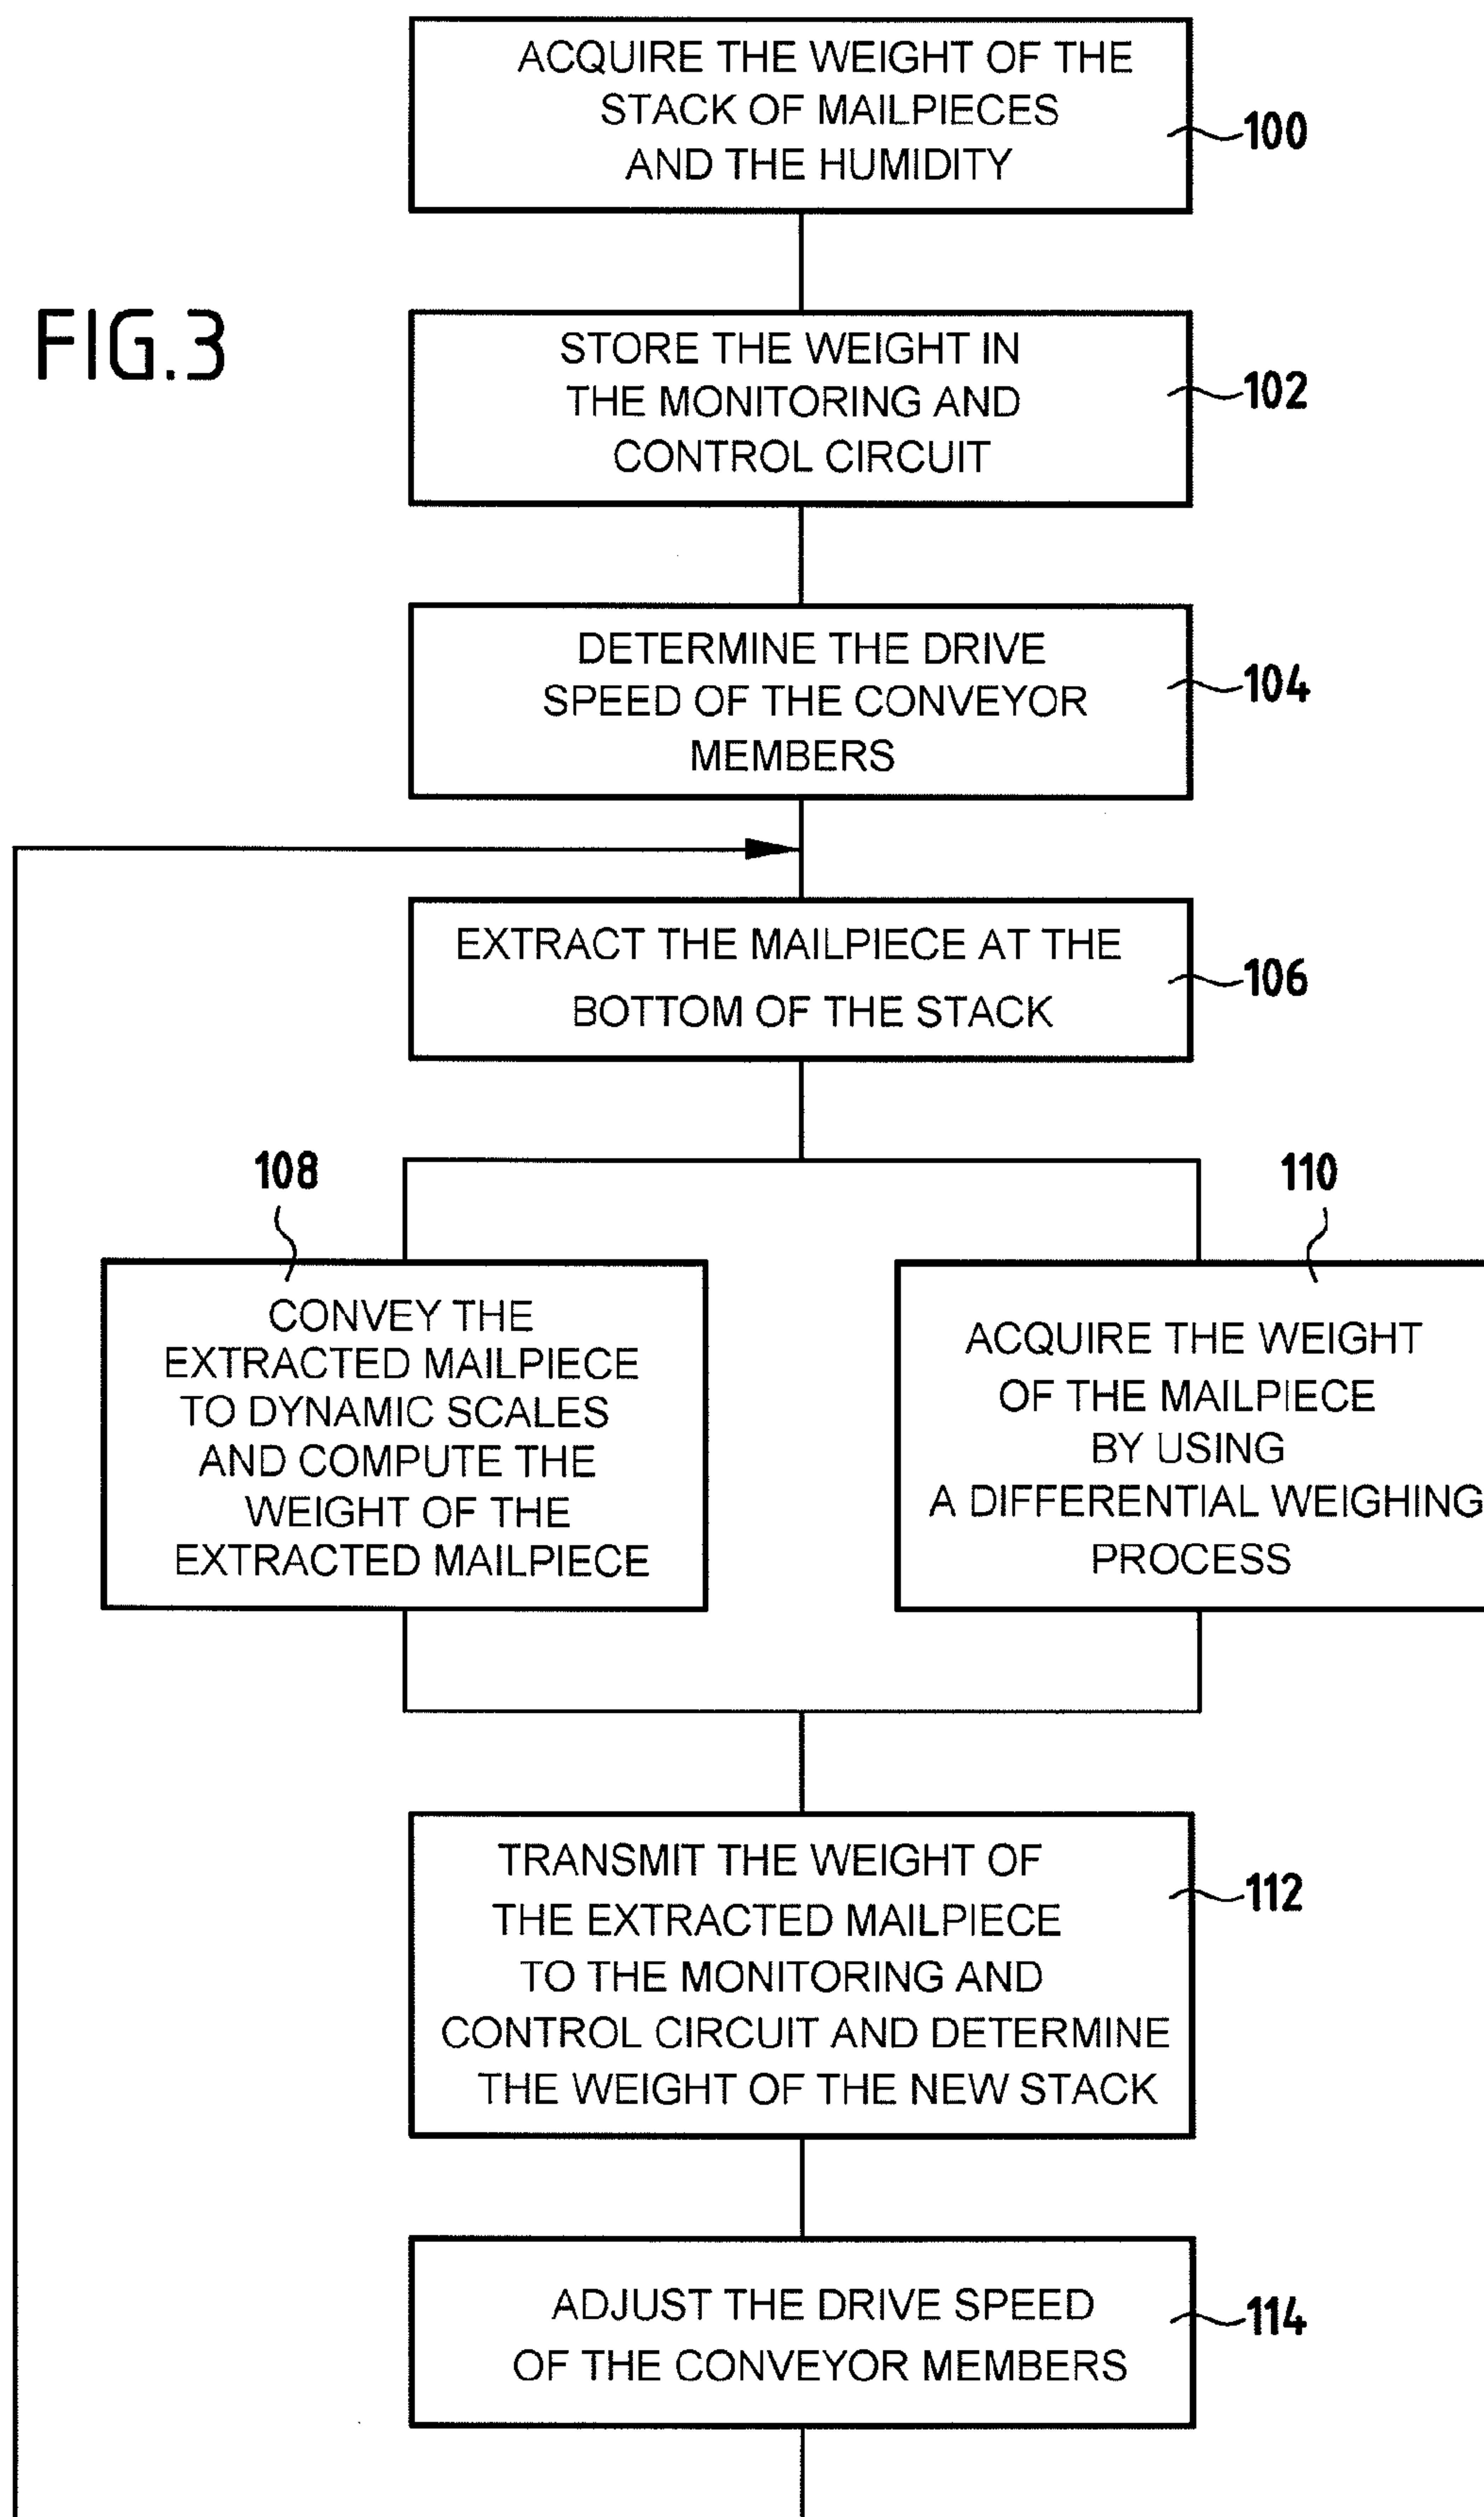 ACQUIRE THE WEIGHT OF THE
STACK OF MAILPIECES
AND THE HUMIDITY
100
FIG.3
STORE THE WEIGHT IN
THE MONITORING AND
CONTROL CIRCUIT
102
DETERMINE THE DRIVE
SPEED OF THE CONVEYOR
MEMBERS
104
EXTRACT THE MAILPIECE AT THE
BOTTOM OF THE STACK
106
108
CONVEY THE
EXTRACTED MAILPIECE
TO DYNAMIC SCALES
AND COMPUTE THE
WEIGHT OF THE
EXTRACTED MAILPIECE
110
ACQUIRE THE WEIGHT
OF THE MAILPIECE
BY USING
A DIFFERENTIAL WEIGHING
PROCESS
TRANSMIT THE WEIGHT OF
THE EXTRACTED MAILPIECE
TO THE MONITORING AND
CONTROL CIRCUIT AND DETERMINE
THE WEIGHT OF THE NEW STACK
112
ADJUST THE DRIVE SPEED
OF THE CONVEYOR MEMBERS
114